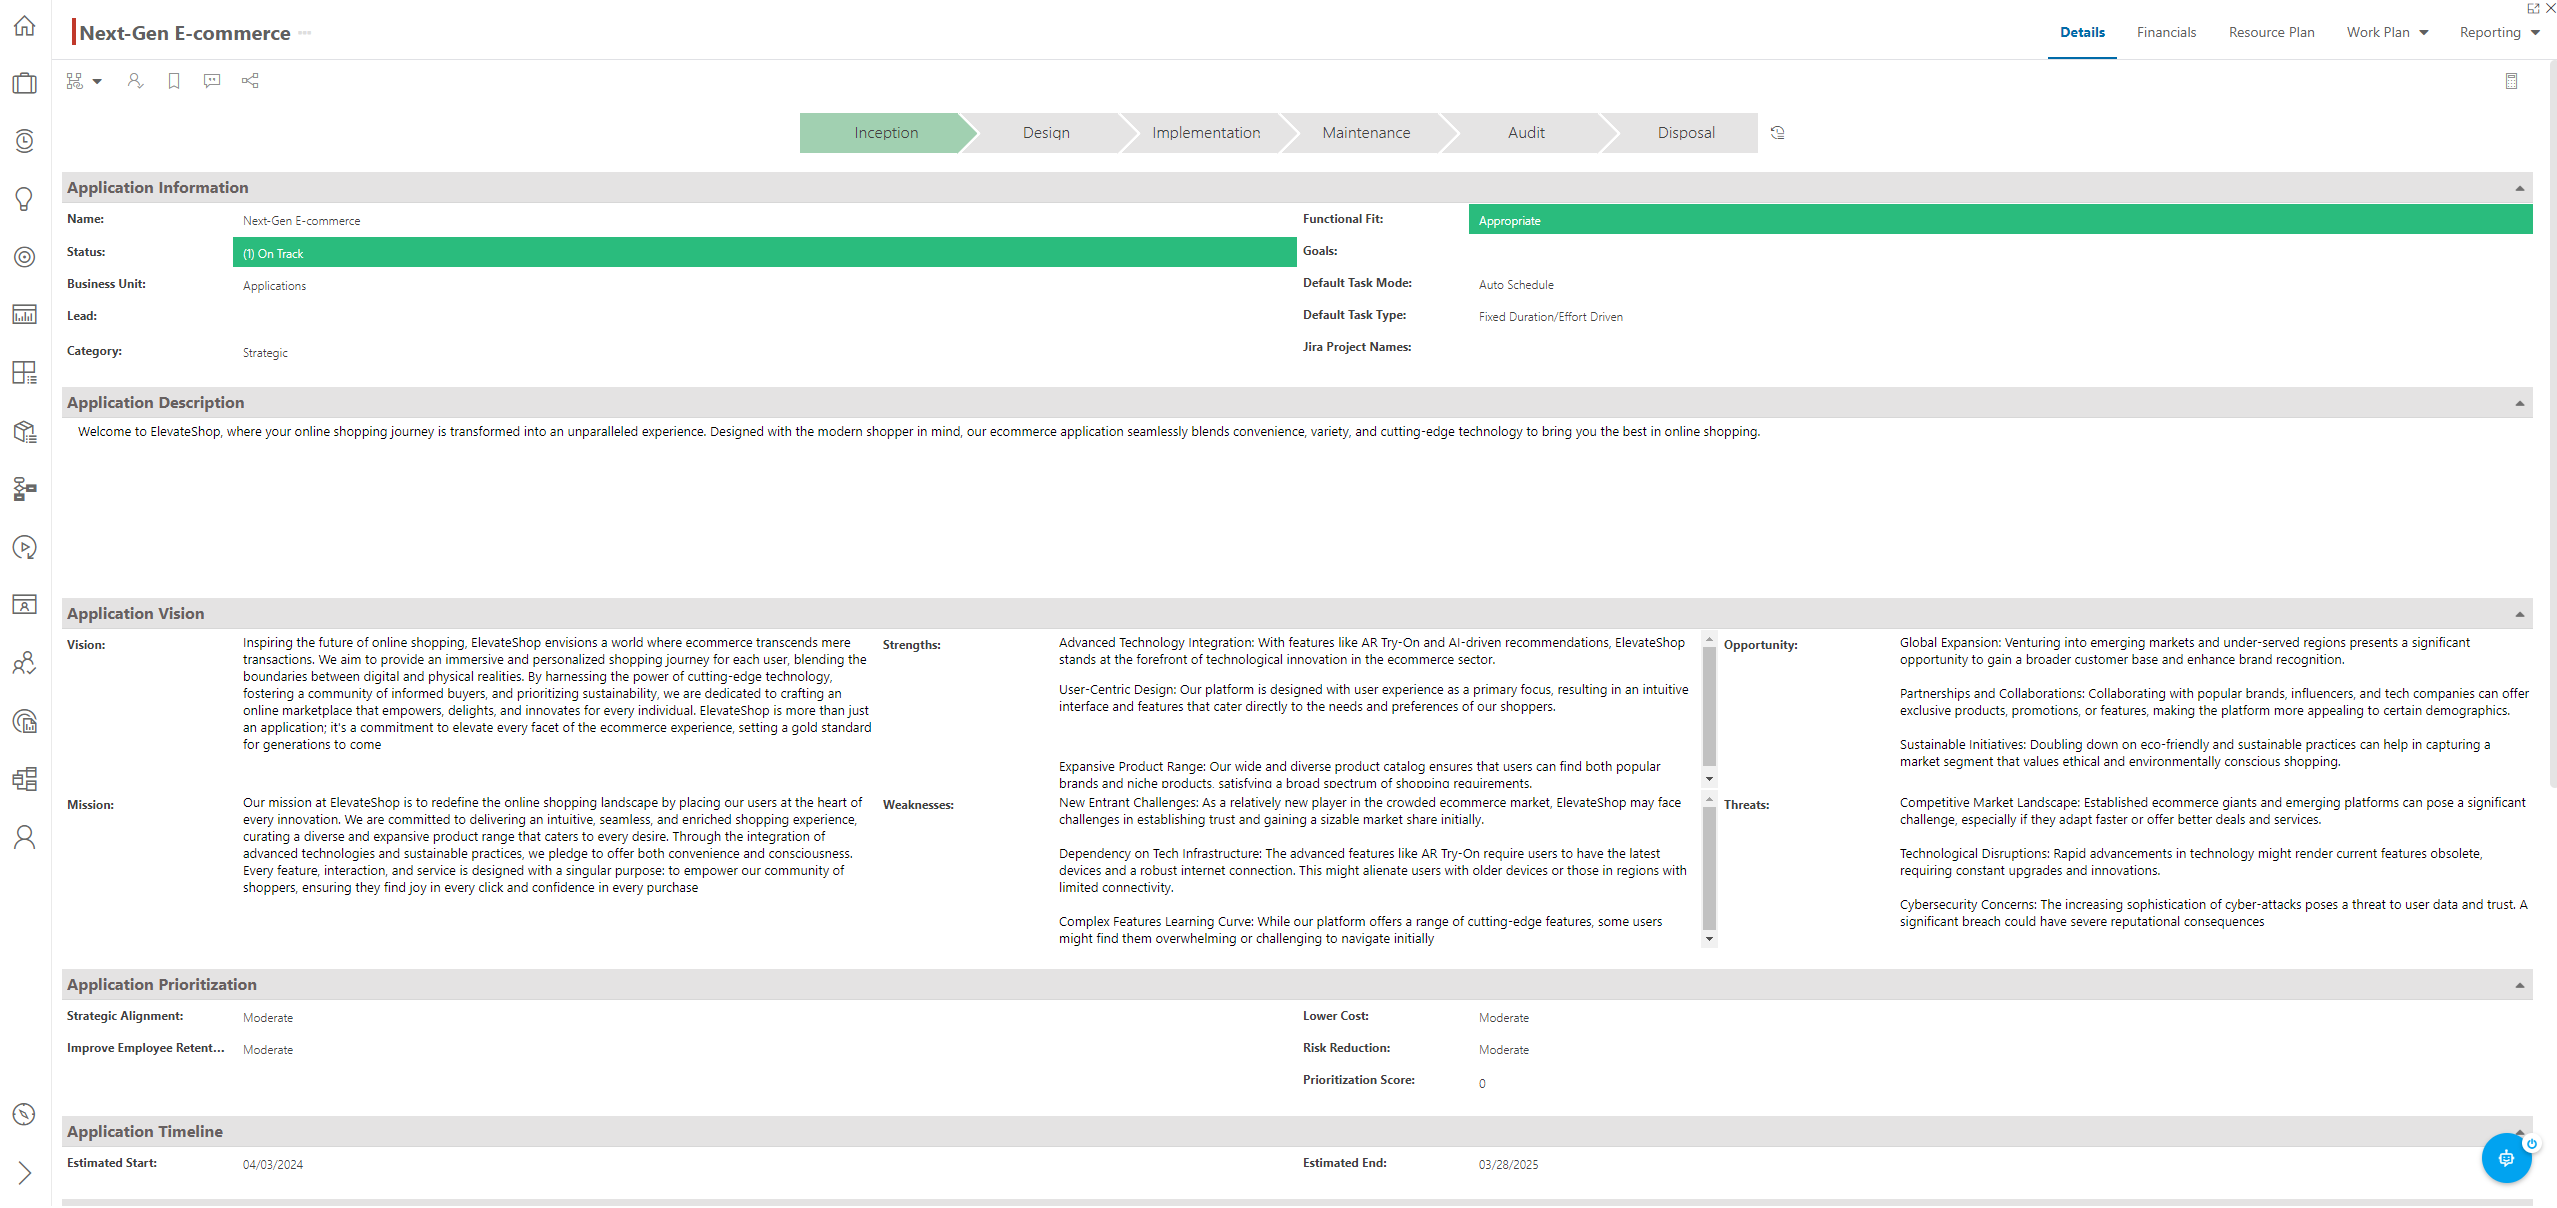 Next-Gen E-commerce
Details Financials Resource Plan Work Plan Reporting
Inception Design Implementation Maintenance Audit Disposal
Application Information
Name: Next-Gen E-commerce
Status: (1) On Track
Business Unit: Applications
Lead:
Category: Strategic
Functional Fit: Appropriate
Goals:
Default Task Mode: Auto Schedule
Default Task Type: Fixed Duration/Effort Driven
Jira Project Names:
Application Description
Welcome to ElevateShop, where your online shopping journey is transformed into an unparalleled experience. Designed with the modern shopper in mind, our ecommerce application seamlessly blends convenience, variety, and cutting-edge technology to bring you the best in online shopping.
Application Vision
Vision:
Inspiring the future of online shopping, ElevateShop envisions a world where ecommerce transcends mere
transactions. We aim to provide an immersive and personalized shopping journey for each user, blending the
boundaries between digital and physical realities. By harnessing the power of cutting-edge technology,
fostering a community of informed buyers, and prioritizing sustainability, we are dedicated to crafting an
online marketplace that empowers, delights, and innovates for every individual. ElevateShop is more than just
an application; it's a commitment to elevate every facet of the ecommerce experience, setting a gold standard
for generations to come
Strengths:
Advanced Technology Integration: With features like AR Try-On and AI-driven recommendations, ElevateShop
stands at the forefront of technological innovation in the ecommerce sector.
User-Centric Design: Our platform is designed with user experience as a primary focus, resulting in an intuitive
interface and features that cater directly to the needs and preferences of our shoppers.
Expansive Product Range: Our wide and diverse product catalog ensures that users can find both popular
brands and niche products, satisfying a broad spectrum of shopping requirements.
Opportunity:
Global Expansion: Venturing into emerging markets and under-served regions presents a significant
opportunity to gain a broader customer base and enhance brand recognition.
Partnerships and Collaborations: Collaborating with popular brands, influencers, and tech companies can offer
exclusive products, promotions, or features, making the platform more appealing to certain demographics.
Sustainable Initiatives: Doubling down on eco-friendly and sustainable practices can help in capturing a
market segment that values ethical and environmentally conscious shopping.
Mission:
Our mission at ElevateShop is to redefine the online shopping landscape by placing our users at the heart of
every innovation. We are committed to delivering an intuitive, seamless, and enriched shopping experience,
curating a diverse and expansive product range that caters to every desire. Through the integration of
advanced technologies and sustainable practices, we pledge to offer both convenience and consciousness.
Every feature, interaction, and service is designed with a singular purpose: to empower our community of
shoppers, ensuring they find joy in every click and confidence in every purchase
Weaknesses:
New Entrant Challenges: As a relatively new player in the crowded ecommerce market, ElevateShop may face
challenges in establishing trust and gaining a sizable market share initially.
Dependency on Tech Infrastructure: The advanced features like AR Try-On require users to have the latest
devices and a robust internet connection. This might alienate users with older devices or those in regions with
limited connectivity.
Complex Features Learning Curve: While our platform offers a range of cutting-edge features, some users
might find them overwhelming or challenging to navigate initially
Threats:
Competitive Market Landscape: Established ecommerce giants and emerging platforms can pose a significant
challenge, especially if they adapt faster or offer better deals and services.
Technological Disruptions: Rapid advancements in technology might render current features obsolete,
requiring constant upgrades and innovations.
Cybersecurity Concerns: The increasing sophistication of cyber-attacks poses a threat to user data and trust. A
significant breach could have severe reputational consequences
Application Prioritization
Strategic Alignment: Moderate
Improve Employee Retent... Moderate
Lower Cost: Moderate
Risk Reduction: Moderate
Prioritization Score: 0
Application Timeline
Estimated Start: 04/03/2024
Estimated End: 03/28/2025